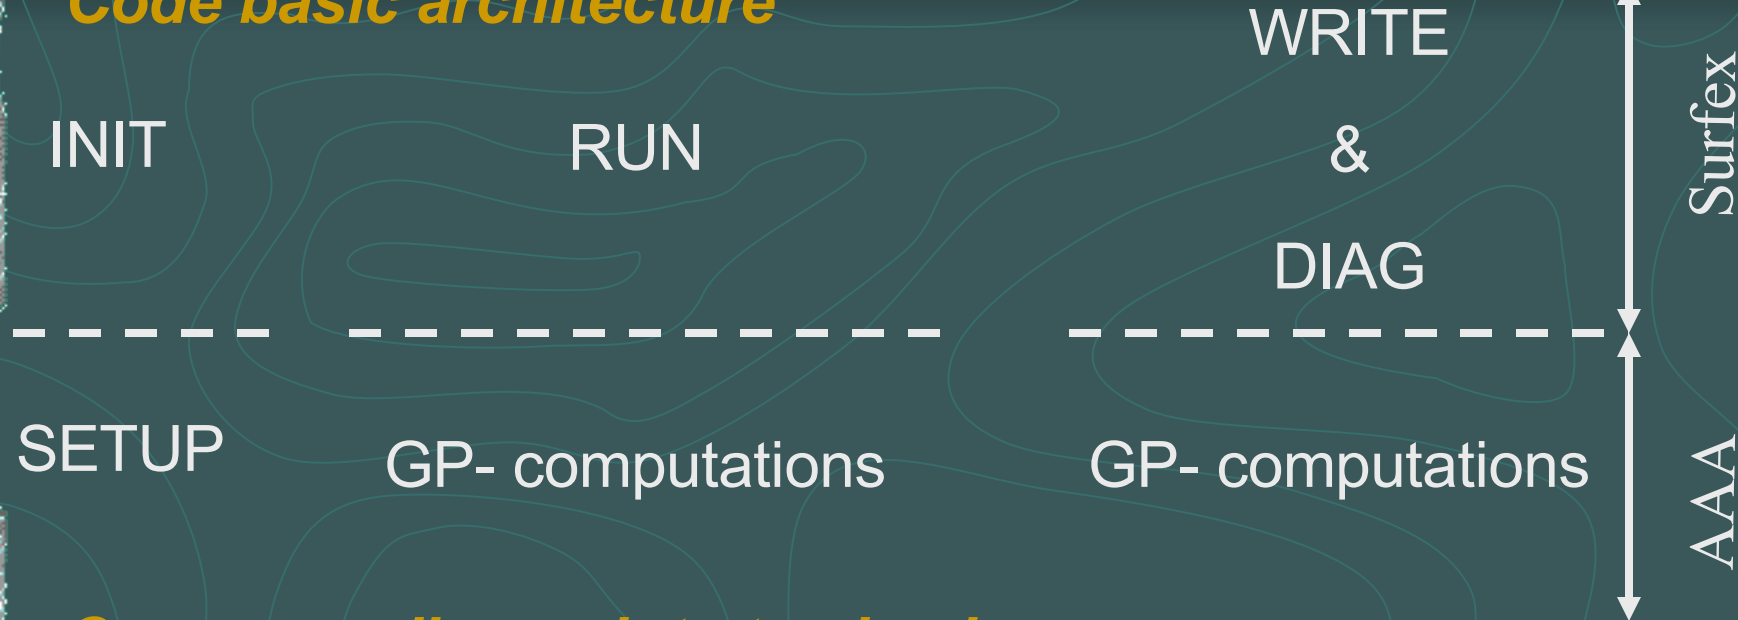 Code basic architecture
WRITE
INIT
RUN
&
DIAG
Surfex
SETUP
GP- computations
GP- computations
AAA